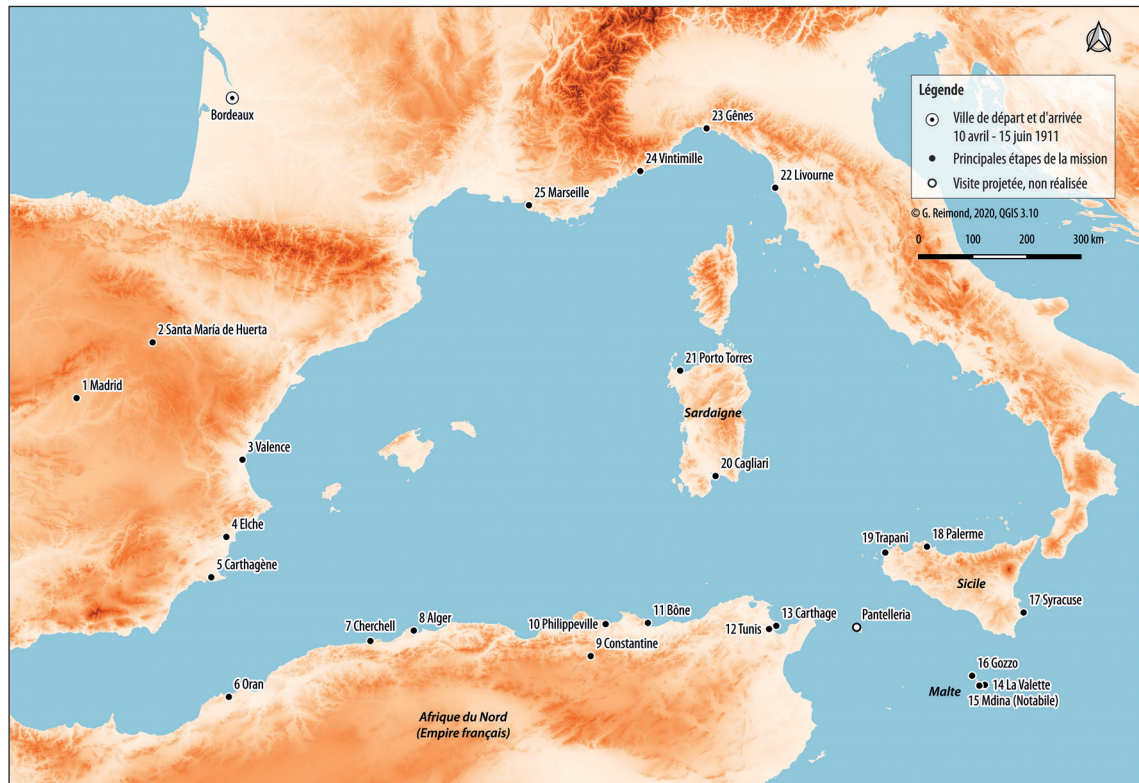 Bordeaux
23 Gênes
24 Vintimille
22 Livourne
25 Marseille
Légende
Ville de départ et d'arrivée
10 avril - 15 juin 1911
Principales étapes de la mission
Visite projetée, non réalisée
© G. Reimond, 2020, QGIS 3.10
0 100 200 300 km
2 Santa María de Huerta
1 Madrid
21 Porto Torres
Sardaigne
3 Valence
20 Cagliari
4 Elche
5 Carthagène
19 Trapani
18 Palerme
Sicile
17 Syracuse
7 Cherchell
8 Alger
10 Philippeville
11 Bône
9 Constantine
12 Tunis
13 Carthage
Pantelleria
6 Oran
16 Gozzo
Malte
14 La Valette
15 Mdina (Notabile)
Afrique du Nord
(Empire français)